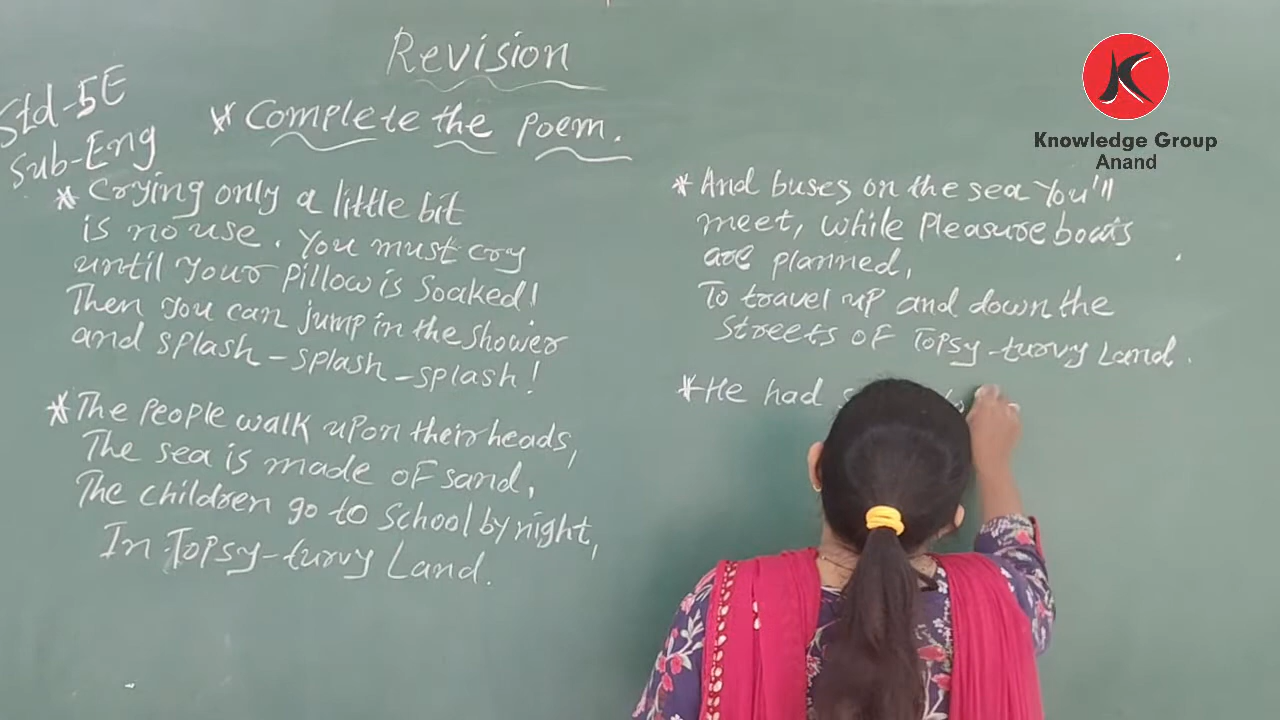 Revision
Std-5E
Sub-Eng
* Complete the poem.
* Crying only a little bit
is no use. You must cry
until your pillow is soaked!
Then you can jump in the shower
and splash-splash-splash!
* The people walk upon their heads,
The sea is made of sand,
The children go to school by night,
In Topsy-turvy Land.
* And buses on the sea You'll
meet, while pleasure boats
are planned,
To travel up and down the
streets of Topsy-turvy Land.
* He had
Knowledge Group
Anand